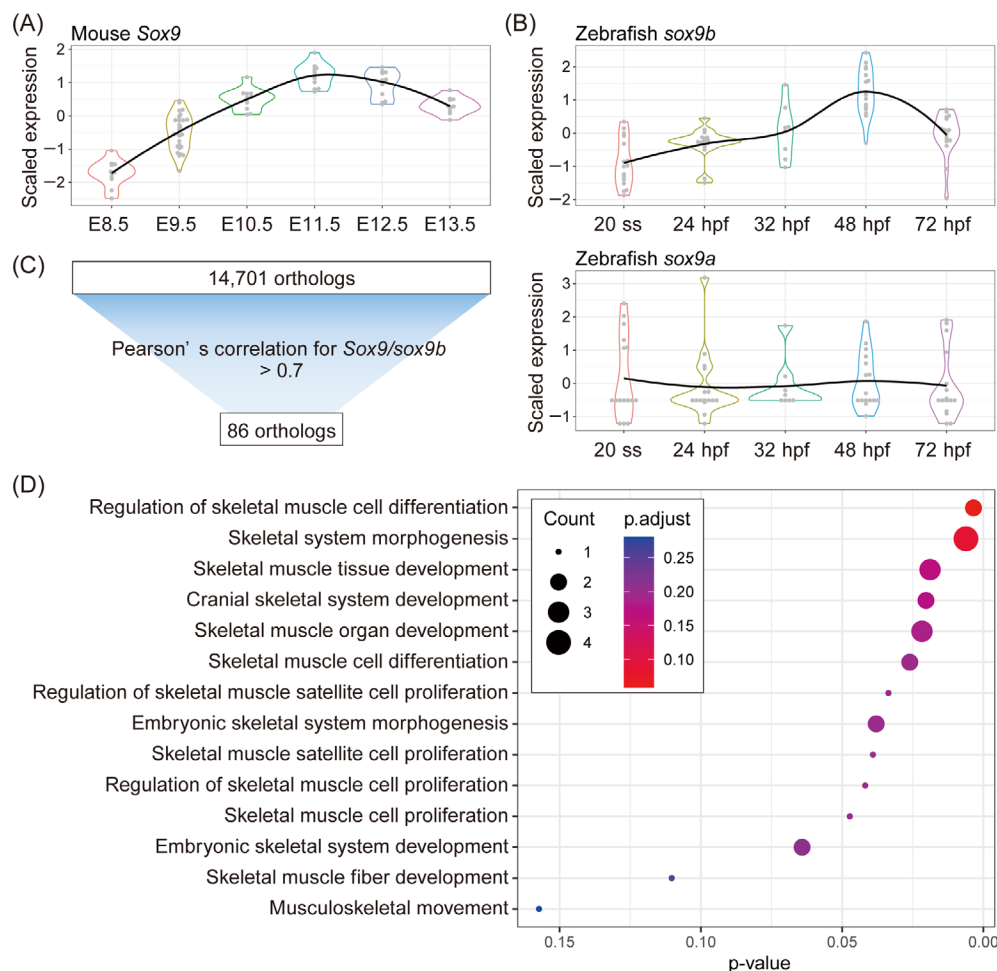 (A)
Mouse Sox9
Scaled expression
2
1
0
−1
−2
E8.5 E9.5 E10.5 E11.5 E12.5 E13.5
(B)
Zebrafish sox9b
Scaled expression
2
1
0
−1
−2
20 ss 24 hpf 32 hpf 48 hpf 72 hpf
Zebrafish sox9a
Scaled expression
3
2
1
0
−1
20 ss 24 hpf 32 hpf 48 hpf 72 hpf
(C)
14,701 orthologs
Pearson’ s correlation for Sox9/sox9b
> 0.7
86 orthologs
(D)
Regulation of skeletal muscle cell differentiation
Skeletal system morphogenesis
Skeletal muscle tissue development
Cranial skeletal system development
Skeletal muscle organ development
Skeletal muscle cell differentiation
Regulation of skeletal muscle satellite cell proliferation
Embryonic skeletal system morphogenesis
Skeletal muscle satellite cell proliferation
Regulation of skeletal muscle cell proliferation
Skeletal muscle cell proliferation
Embryonic skeletal system development
Skeletal muscle fiber development
Musculoskeletal movement
Count
1
2
3
4
p.adjust
0.25
0.20
0.15
0.10
0.15 0.10 0.05 0.00
p-value